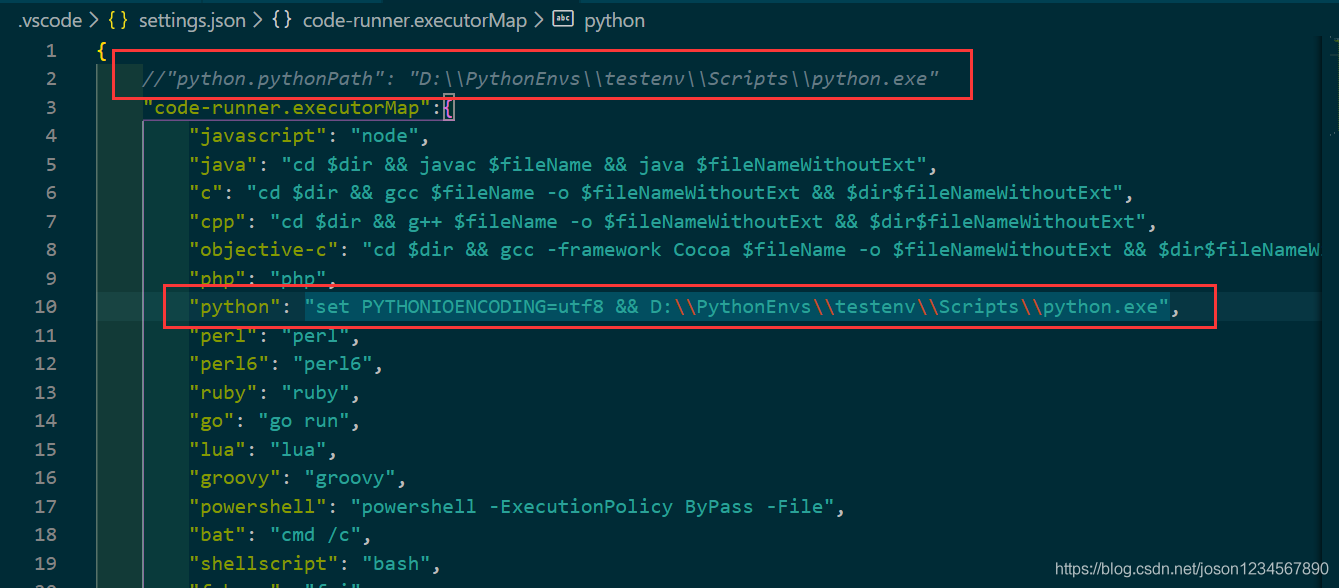 .vscode > {} settings.json > {} code-runner.executorMap > abc python
1 {
2 //"python.pythonPath": "D:\\PythonEnvs\\testenv\\Scripts\\python.exe"
3 "code-runner.executorMap":{
4 "javascript": "node",
5 "java": "cd $dir && javac $fileName && java $fileNameWithoutExt",
6 "c": "cd $dir && gcc $fileName -o $fileNameWithoutExt && $dir$fileNameWithoutExt",
7 "cpp": "cd $dir && g++ $fileName -o $fileNameWithoutExt && $dir$fileNameWithoutExt",
8 "objective-c": "cd $dir && gcc -framework Cocoa $fileName -o $fileNameWithoutExt && $dir$fileNameW
9 "php": "php",
10 "python": "set PYTHONIOENCODING=utf8 && D:\\PythonEnvs\\testenv\\Scripts\\python.exe",
11 "perl": "perl",
12 "perl6": "perl6",
13 "ruby": "ruby",
14 "go": "go run",
15 "lua": "lua",
16 "groovy": "groovy",
17 "powershell": "powershell -ExecutionPolicy ByPass -File",
18 "bat": "cmd /c",
19 "shellscript": "bash",
https://blog.csdn.net/joson1234567890